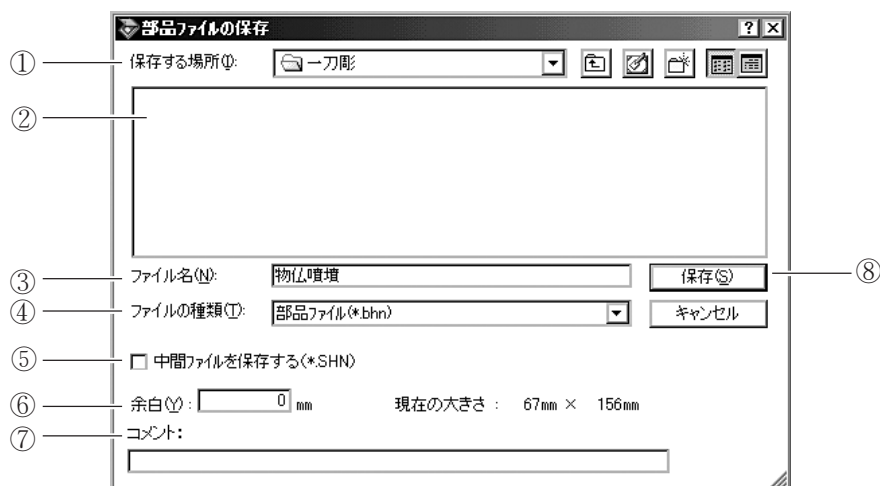 部品ファイルの保存
① 保存する場所(I): 一刀彫
②
③ ファイル名(N): 物仏噴墳 保存(S) ⑧
④ ファイルの種類(T): 部品ファイル(*.bhn) キャンセル
⑤ 中間ファイルを保存する(*.SHN)
⑥ 余白(Y): 0 mm 現在の大きさ : 67mm × 156mm
⑦ コメント: